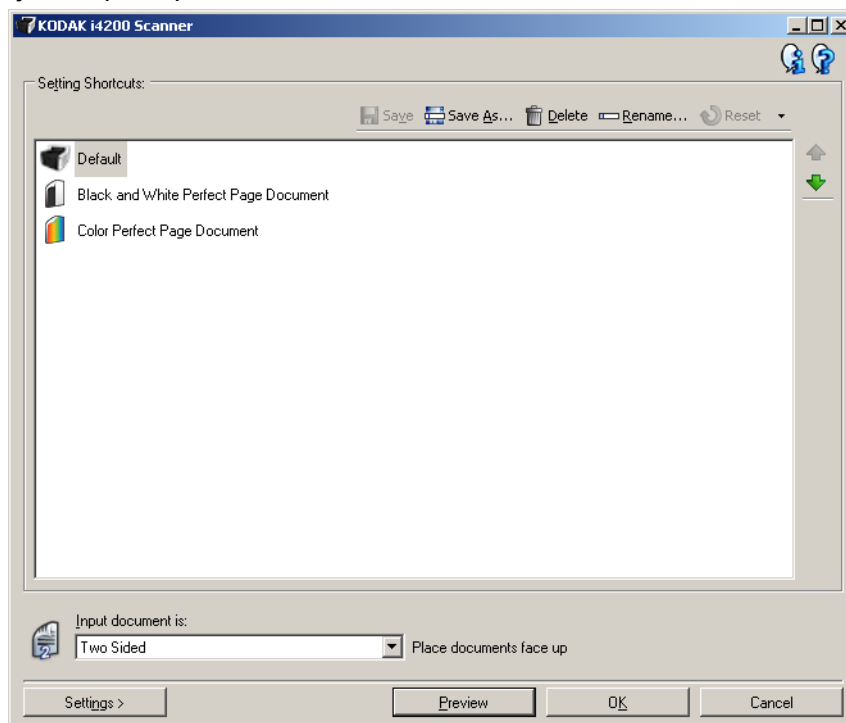 KODAK i4200 Scanner
Setting Shortcuts:
Save Save As... Delete Rename... Reset
Default
Black and White Perfect Page Document
Color Perfect Page Document
Input document is:
2
Two Sided Place documents face up
Settings > Preview OK Cancel